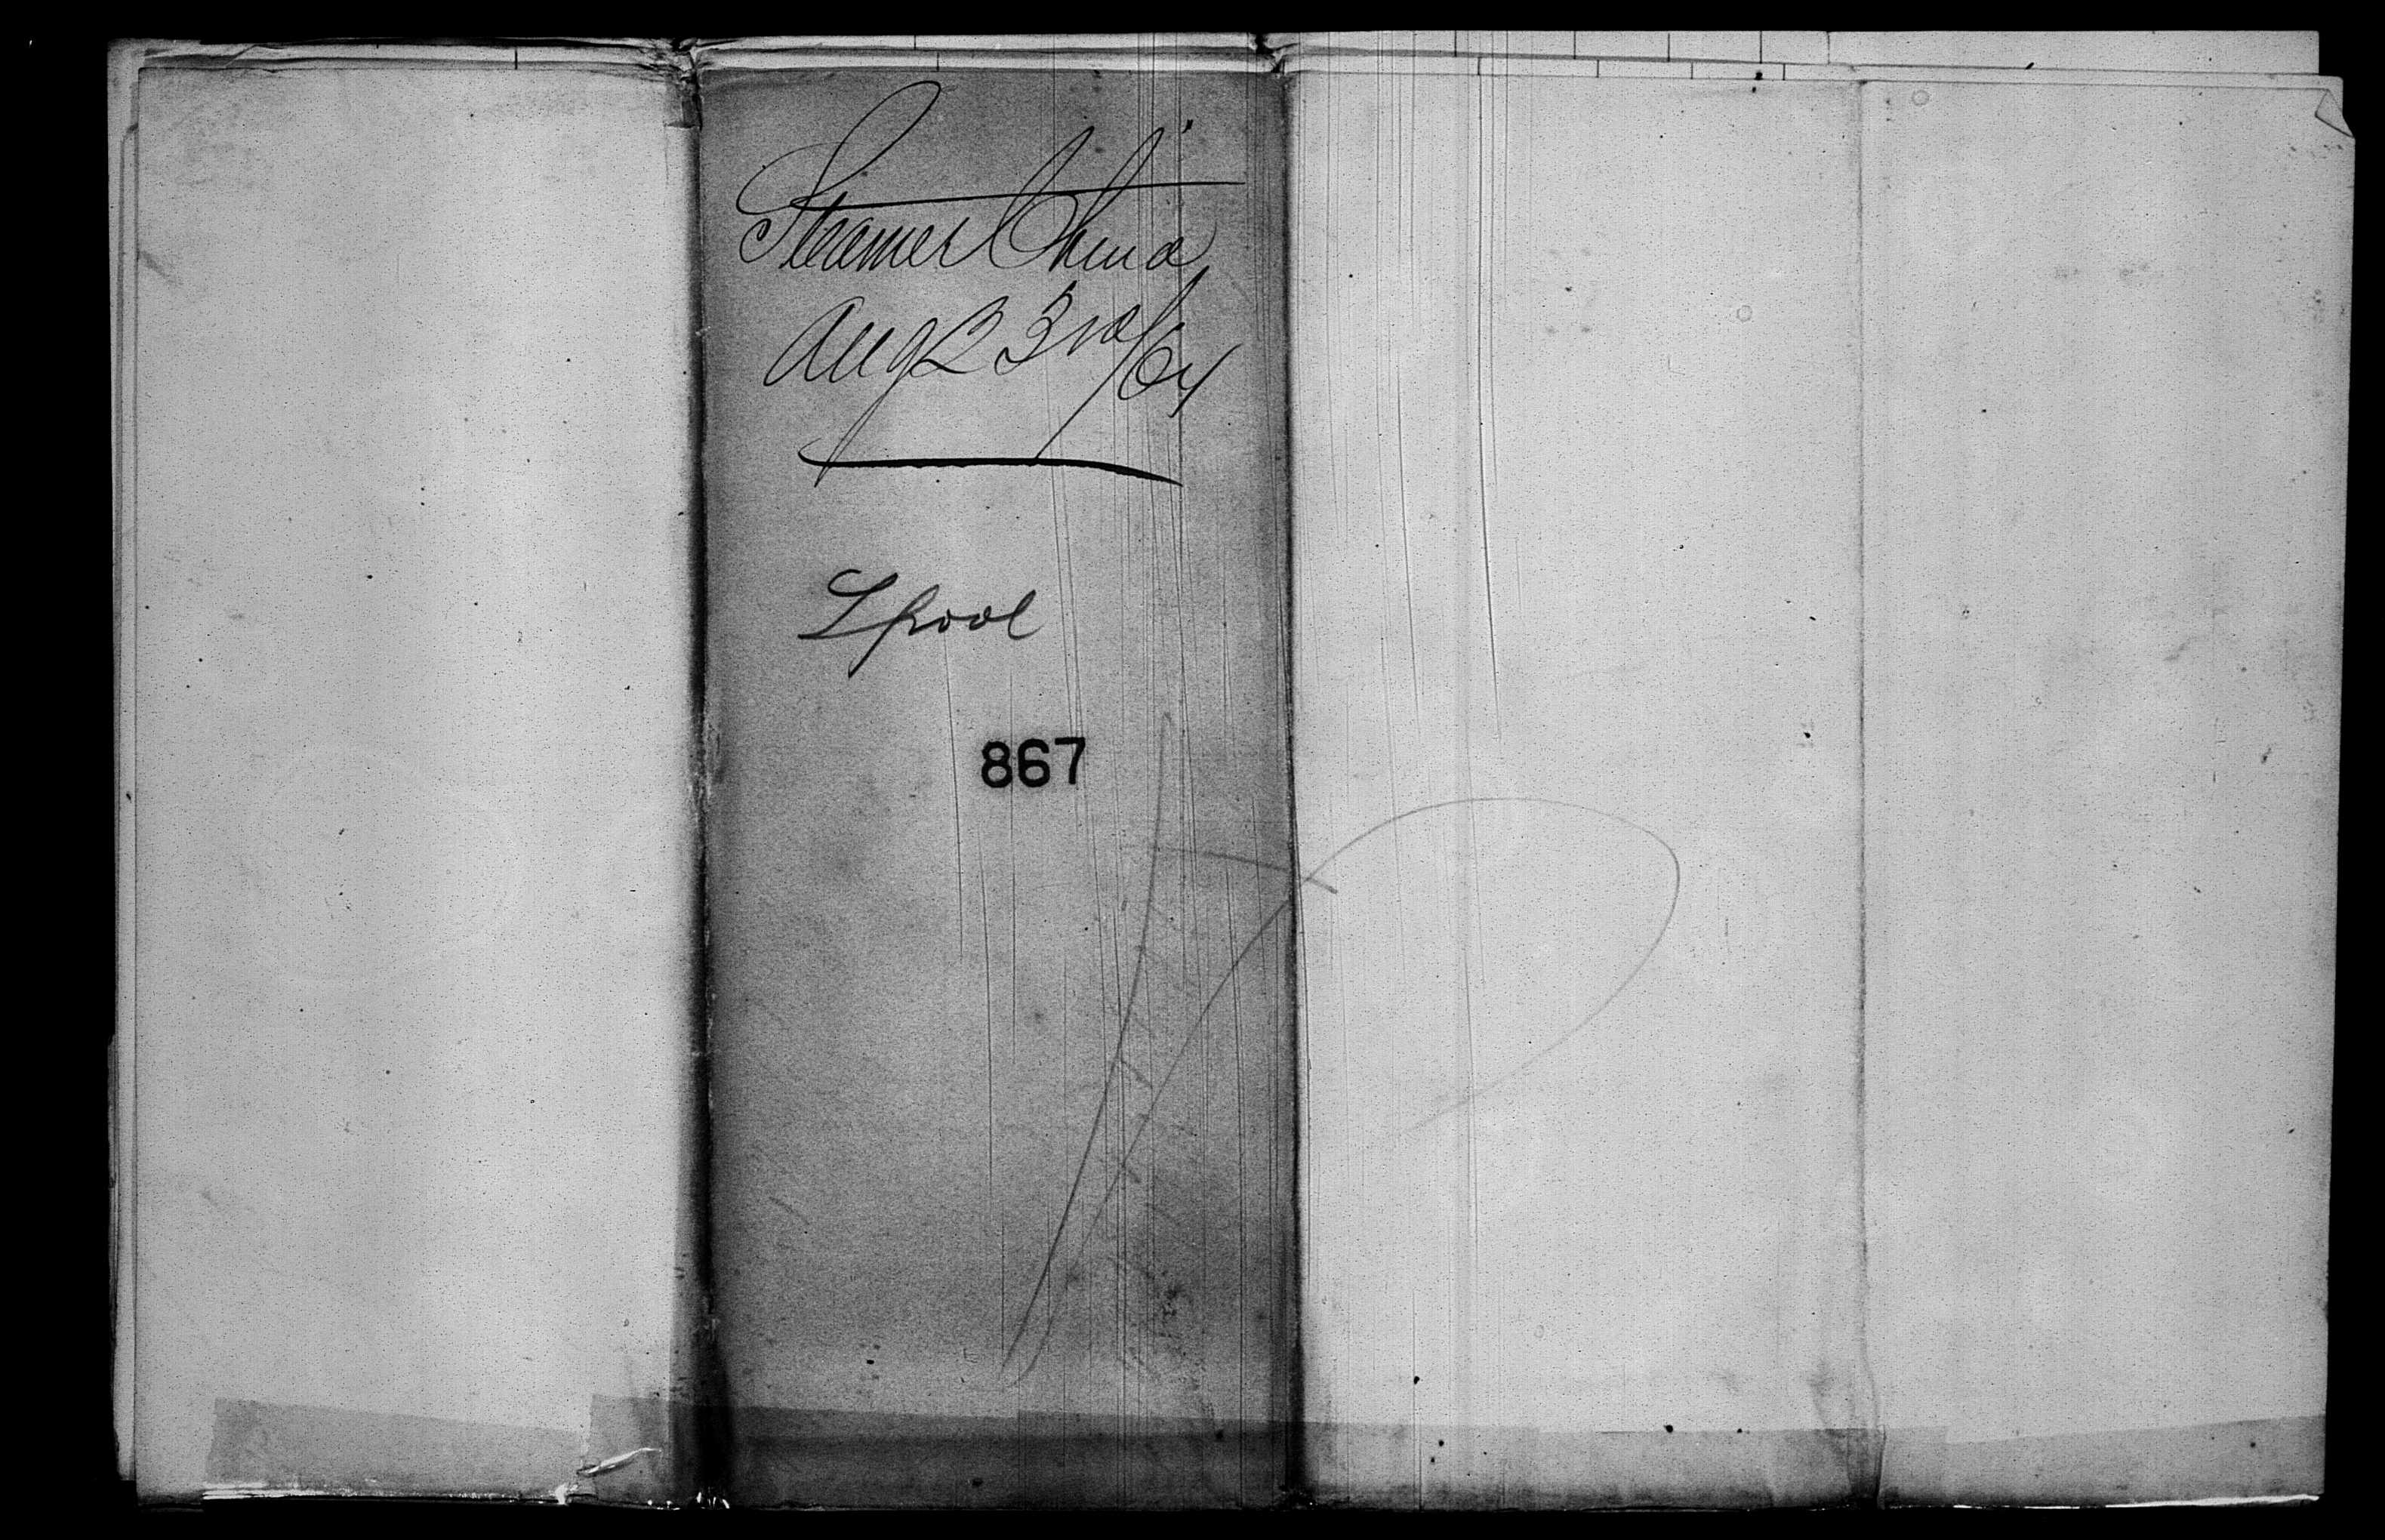 Steamer China
Aug 23rd/64
Lpool
867